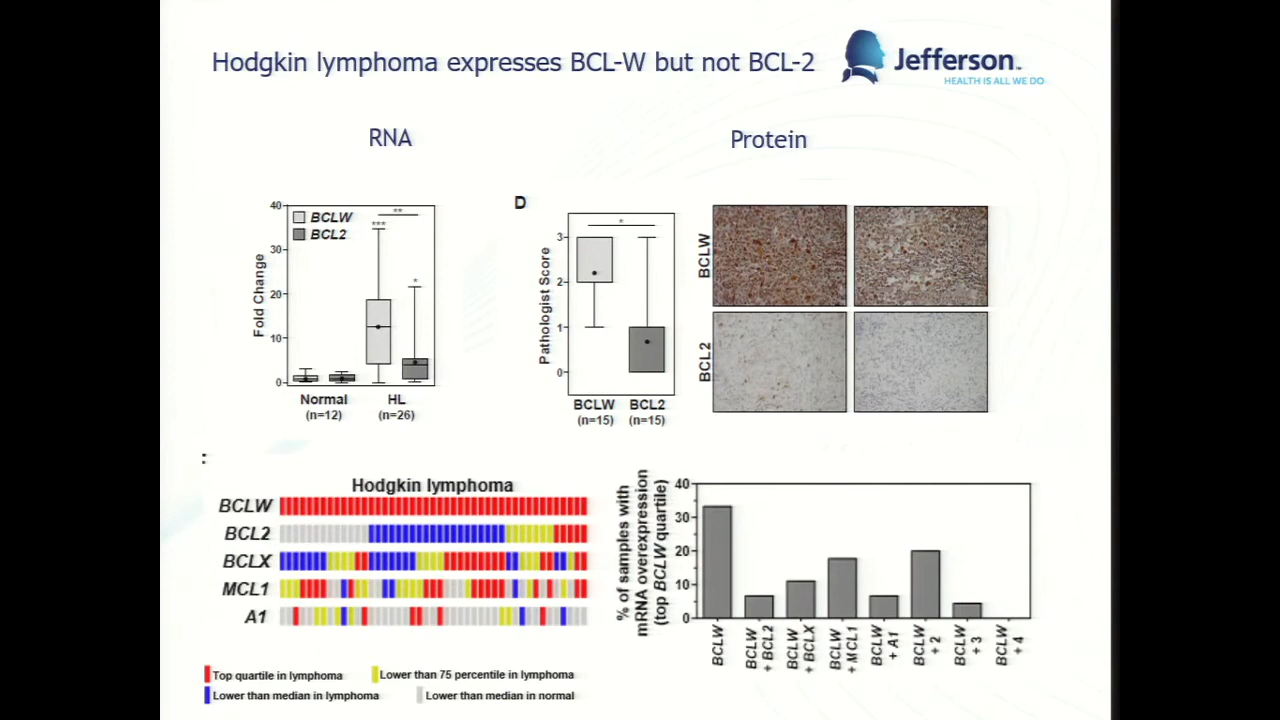 Hodgkin lymphoma expresses BCL-W but not BCL-2
Jefferson™
HEALTH IS ALL WE DO
RNA
Protein
40
30
20
10
0
Fold Change
BCLW
BCL2
***
**
*
Normal
(n=12)
HL
(n=26)
D
3
2
1
0
Pathologist Score
*
BCLW
(n=15)
BCL2
(n=15)
BCLW
BCL2
:
Hodgkin lymphoma
BCLW
BCL2
BCLX
MCL1
A1
Top quartile in lymphoma
Lower than 75 percentile in lymphoma
Lower than median in lymphoma
Lower than median in normal
% of samples with
mRNA overexpression
(top BCLW quartile)
40
30
20
10
0
BCLW
BCLW
+ BCL2
BCLW
+ BCLX
BCLW
+ MCL1
BCLW
+ A1
BCLW
+ 2
BCLW
+ 3
BCLW
+ 4